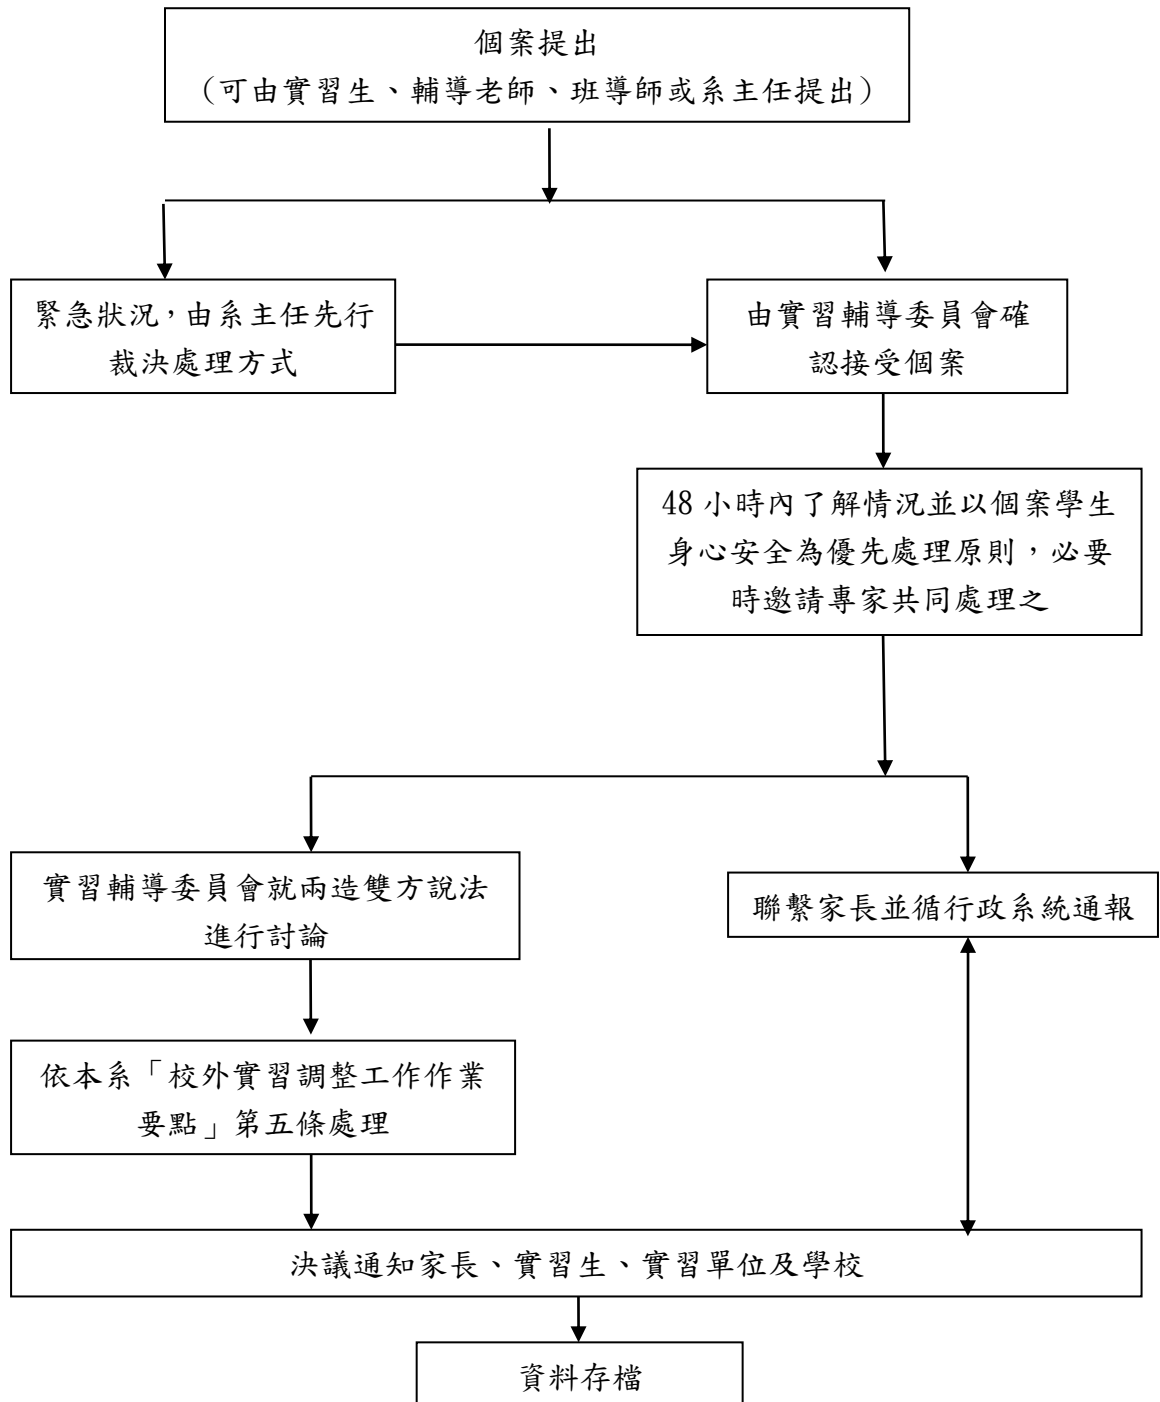 個案提出
（可由實習生、輔導老師、班導師或系主任提出）
緊急狀況，由系主任先行
裁決處理方式
由實習輔導委員會確
認接受個案
48 小時內了解情況並以個案學生
身心安全為優先處理原則，必要
時邀請專家共同處理之
實習輔導委員會就兩造雙方說法
進行討論
聯繫家長並循行政系統通報
依本系「校外實習調整工作作業
要點」第五條處理
決議通知家長、實習生、實習單位及學校
資料存檔